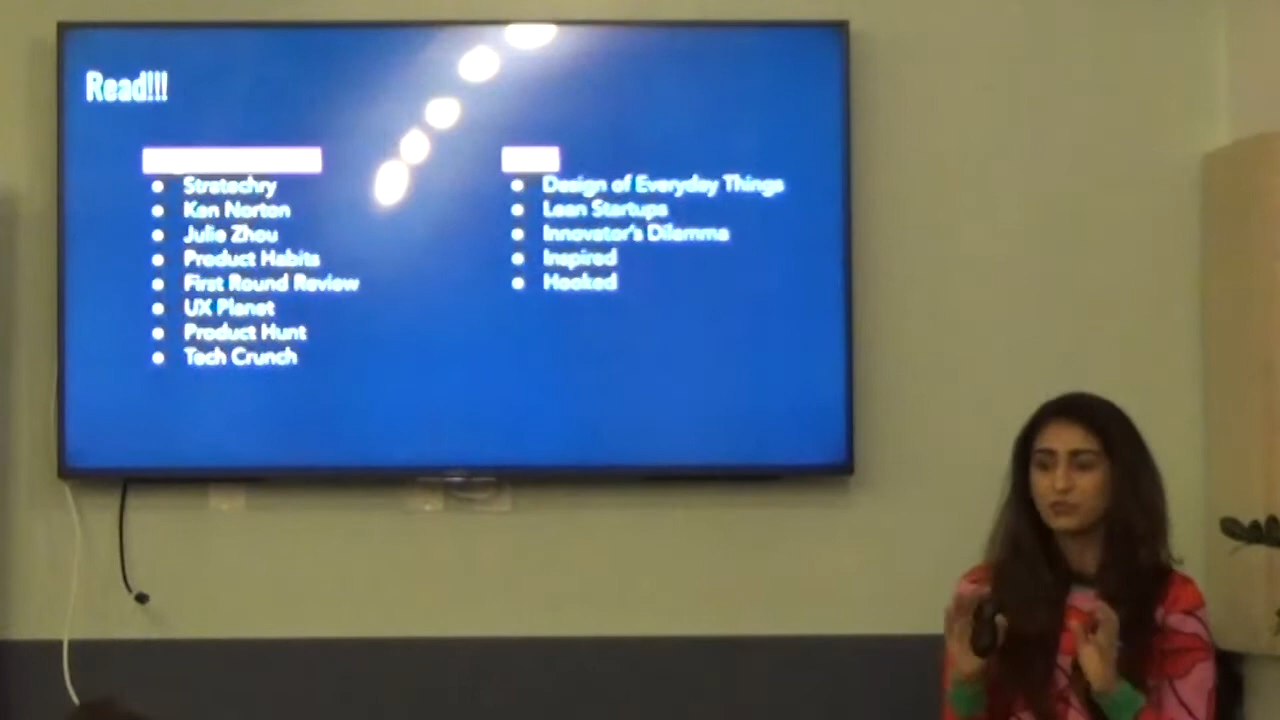 Read!!!
Stratechry
Ken Norton
Julie Zhou
Product Habits
First Round Review
UX Planet
Product Hunt
Tech Crunch
Design of Everyday Things
Lean Startups
Innovator's Dilemma
Inspired
Hooked